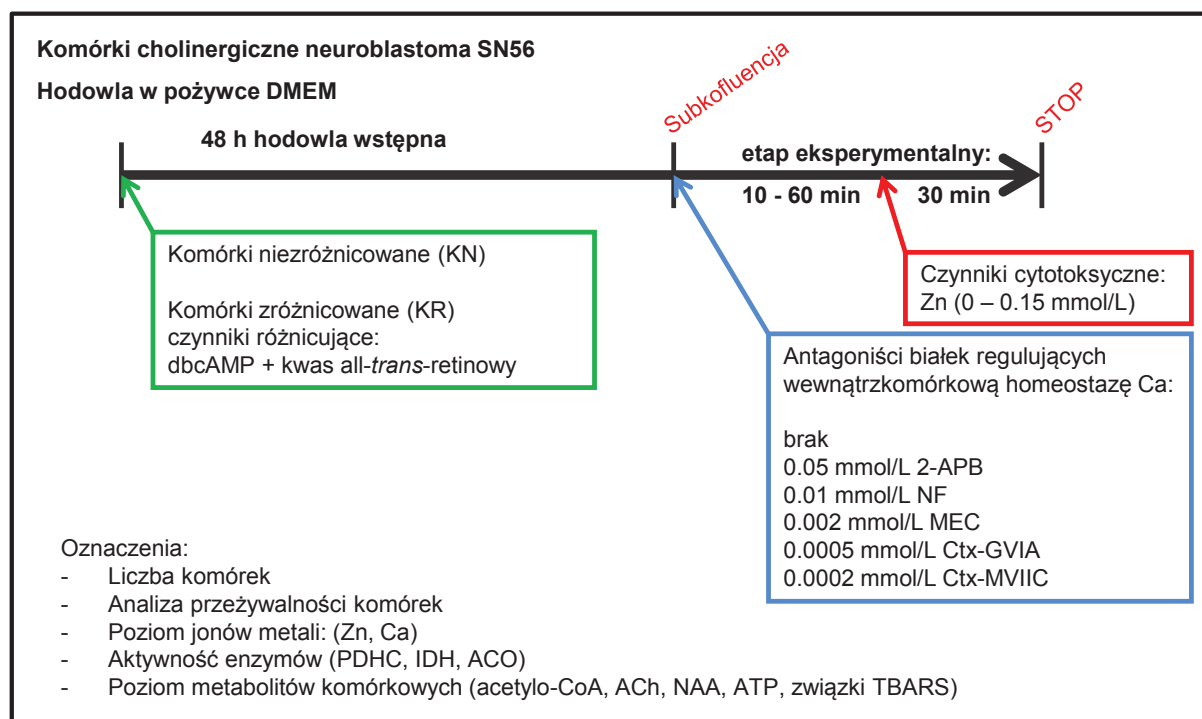 Komórki cholinergiczne neuroblastoma SN56
Hodowla w pożywce DMEM
Subkofluencja
STOP
48 h hodowla wstępna
etap eksperymentalny:
10 - 60 min
30 min
Komórki niezróżnicowane (KN)
Komórki zróżnicowane (KR)
czynniki różnicujące:
dbcAMP + kwas all-trans-retinowy
Czynniki cytotoksyczne:
Zn (0 – 0.15 mmol/L)
Antagoniści białek regulujących
wewnątrzkomórkową homeostazę Ca:
brak
0.05 mmol/L 2-APB
0.01 mmol/L NF
0.002 mmol/L MEC
0.0005 mmol/L Ctx-GVIA
0.0002 mmol/L Ctx-MVIIC
Oznaczenia:
- Liczba komórek
- Analiza przeżywalności komórek
- Poziom jonów metali: (Zn, Ca)
- Aktywność enzymów (PDHC, IDH, ACO)
- Poziom metabolitów komórkowych (acetylo-CoA, ACh, NAA, ATP, związki TBARS)